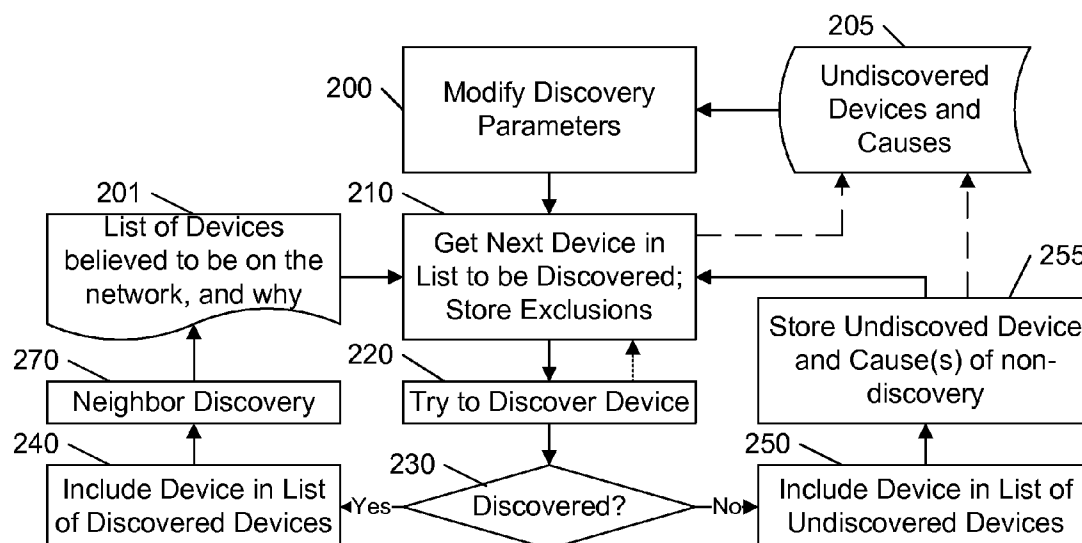 205
200
Modify Discovery
Parameters
Undiscovered
Devices and
Causes
201
List of Devices
believed to be on the
network, and why
210
Get Next Device in
List to be Discovered;
Store Exclusions
255
Store Undiscoved Device
and Cause(s) of non-
discovery
270
Neighbor Discovery
220
Try to Discover Device
240
Include Device in List
of Discovered Devices
Yes
230
Discovered?
No
250
Include Device in List of
Undiscovered Devices